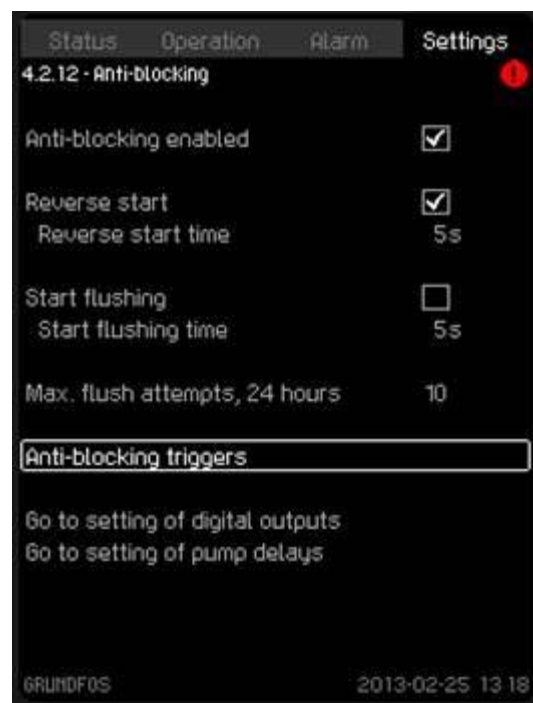 Status Operation Alarm Settings
4.2.12 - Anti-blocking
Anti-blocking enabled
Reverse start
Reverse start time 5s
Start flushing
Start flushing time 5s
Max. flush attempts, 24 hours 10
Anti-blocking triggers
Go to setting of digital outputs
Go to setting of pump delays
GRUNDFOS 2013-02-25 13 18